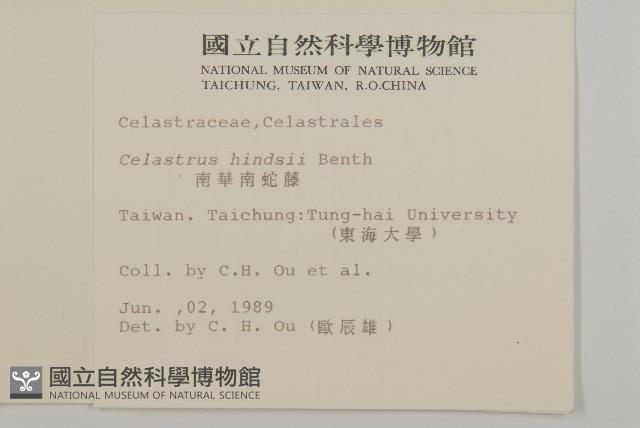 國立自然科學博物館
NATIONAL MUSEUM OF NATURAL SCIENCE
TAICHUNG, TAIWAN, R.O.CHINA
Celastraceae,Celastrales
Celastrus hindsii Benth
南華南蛇藤
Taiwan. Taichung:Tung-hai University
(東海大學)
Coll. by C.H. Ou et al.
Jun. ,02, 1989
Det. by C. H. Ou (歐辰雄)
國立自然科學博物館
NATIONAL MUSEUM OF NATURAL SCIENCE